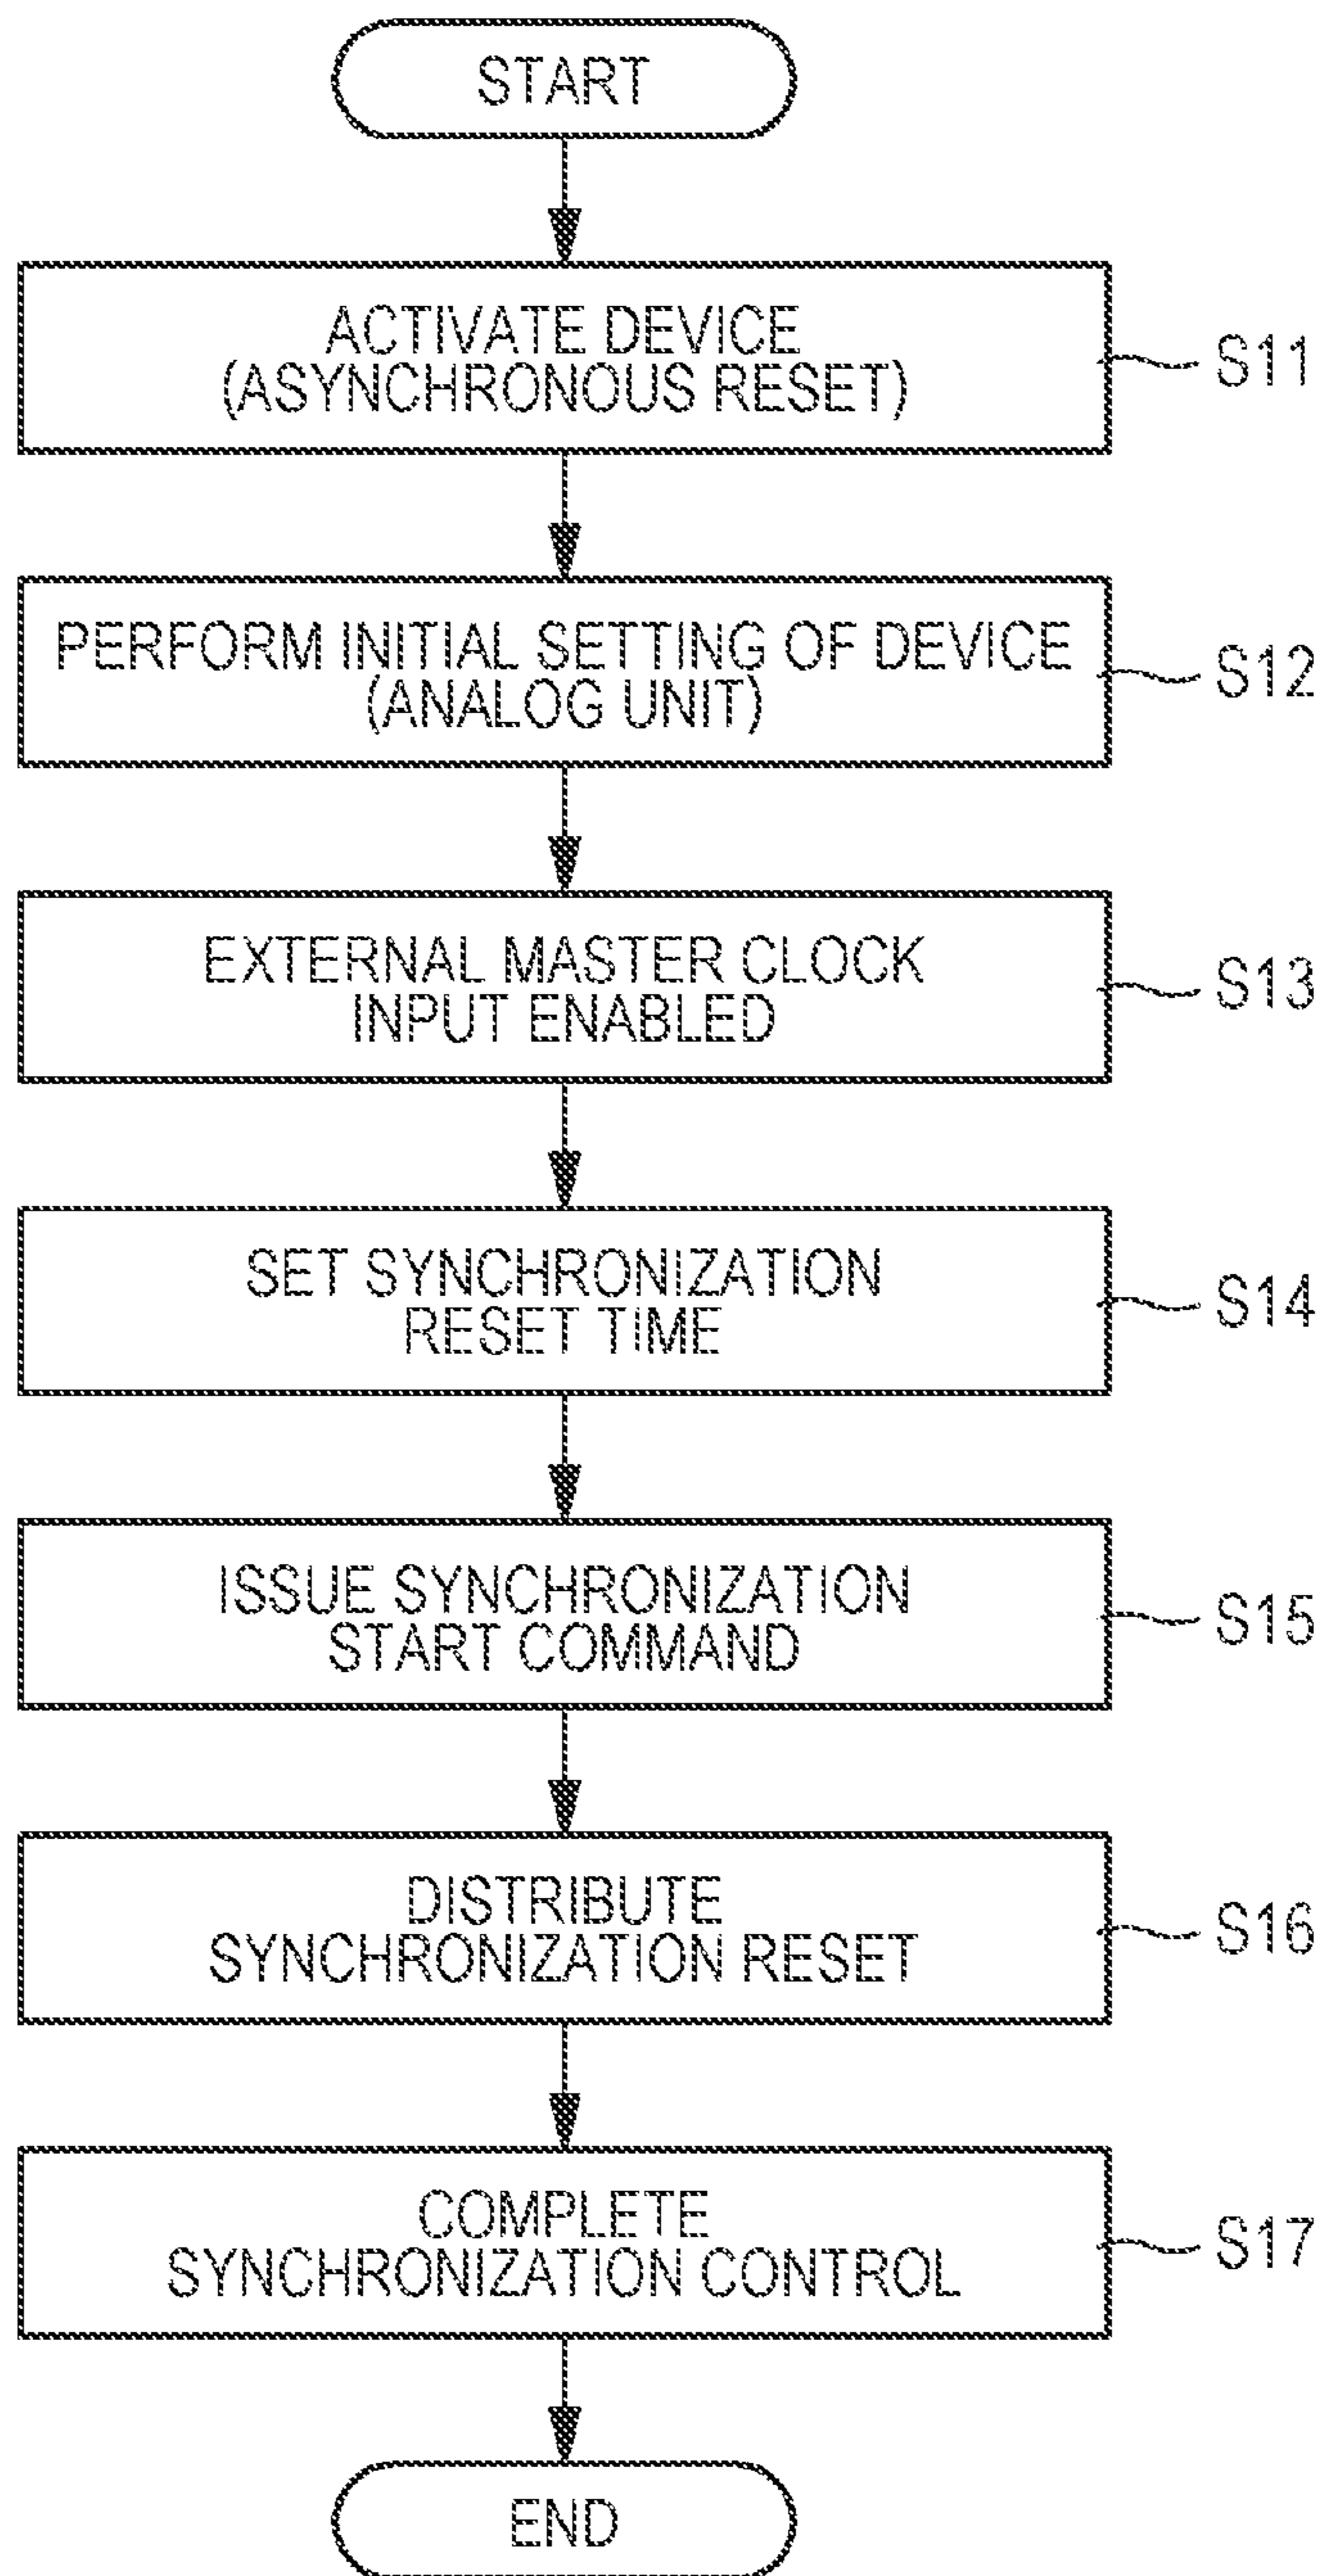 START
ACTIVATE DEVICE
(ASYNCHRONOUS RESET)
S11
PERFORM INITIAL SETTING OF DEVICE
(ANALOG UNIT)
S12
EXTERNAL MASTER CLOCK
INPUT ENABLED
S13
SET SYNCHRONIZATION
RESET TIME
S14
ISSUE SYNCHRONIZATION
START COMMAND
S15
DISTRIBUTE
SYNCHRONIZATION RESET
S16
COMPLETE
SYNCHRONIZATION CONTROL
S17
END